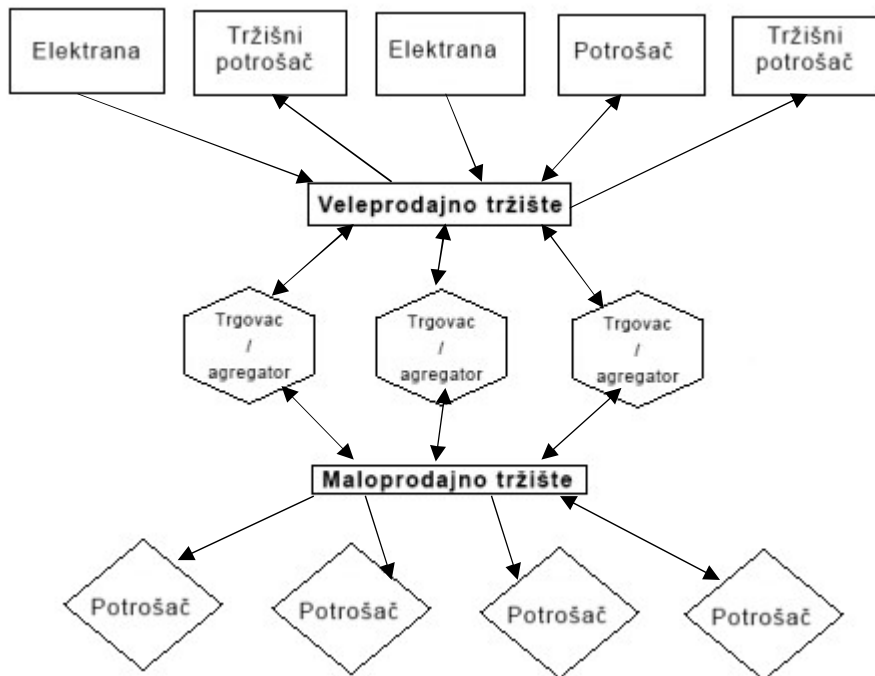 Elektrana
Tržišni
potrošač
Elektrana
Potrošač
Tržišni
potrošač
Veleprodajno tržište
Trgovac
/
agregator
Trgovac
/
agregator
Trgovac
/
agregator
Maloprodajno tržište
Potrošač
Potrošač
Potrošač
Potrošač